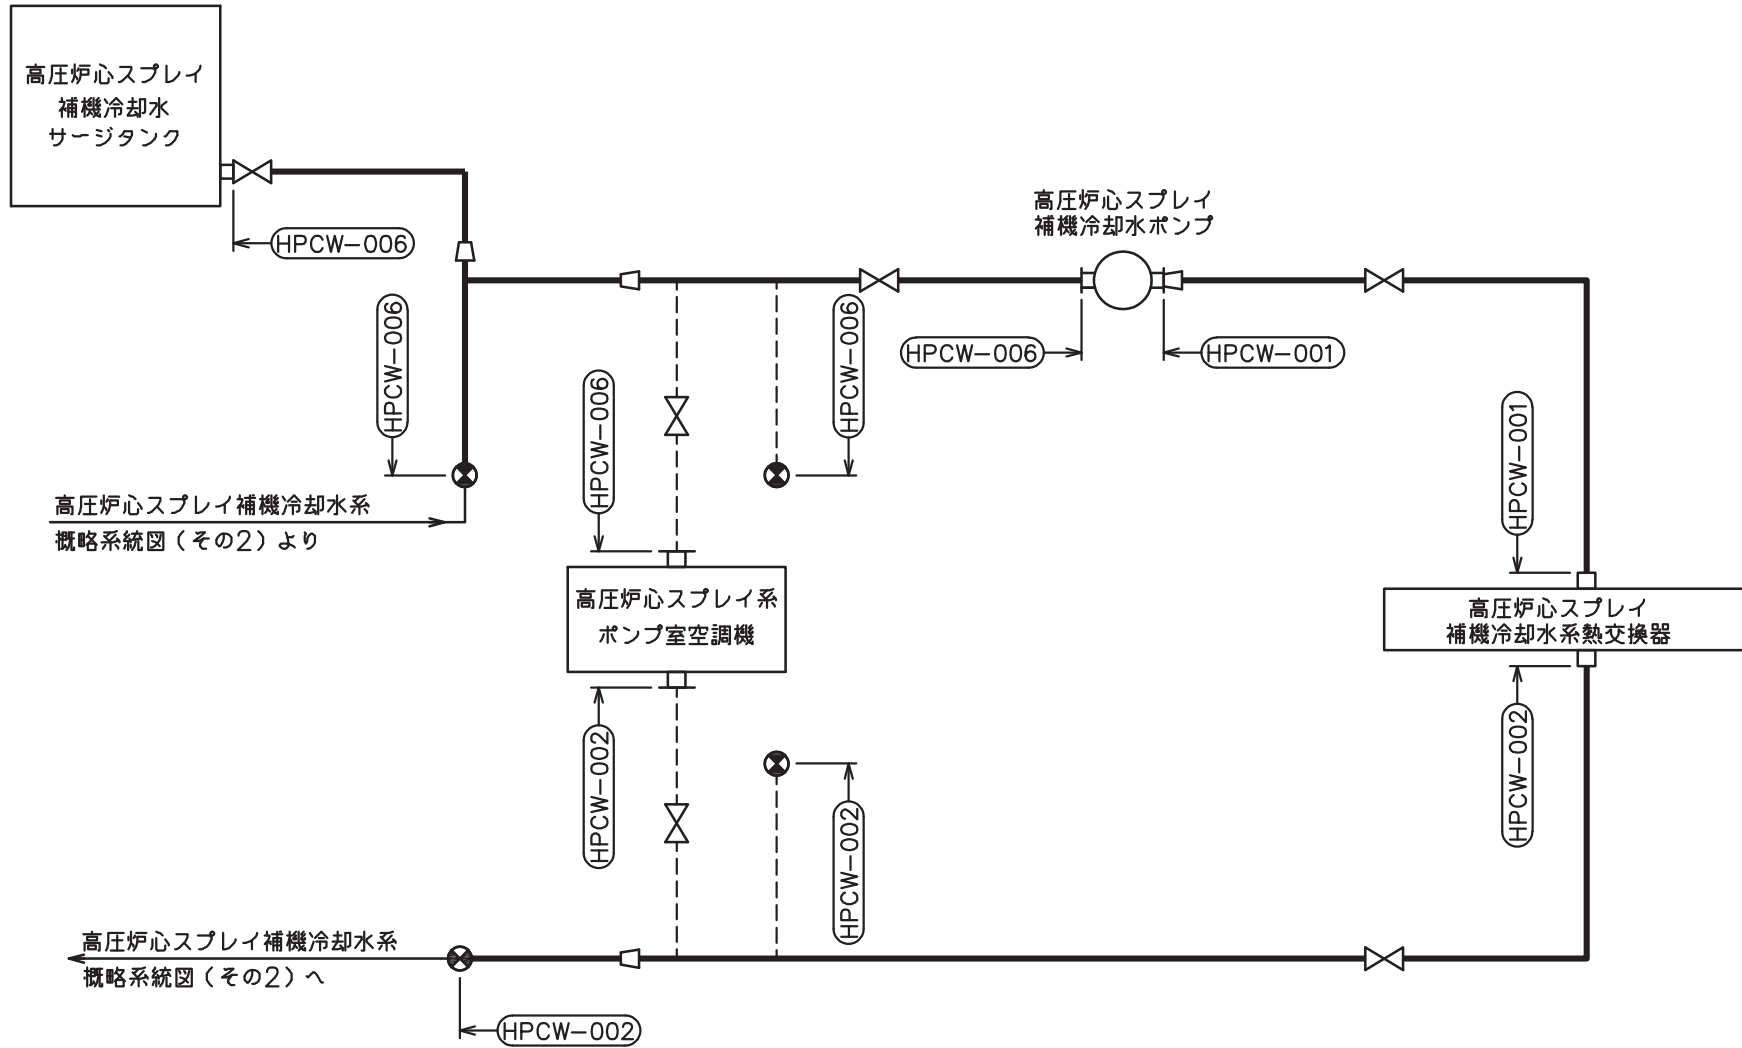 高圧炉心スプレイ
補機冷却水
サージタンク
HPCW-006
高圧炉心スプレイ
補機冷却水ポンプ
HPCW-006
HPCW-006
HPCW-006
HPCW-001
HPCW-006
HPCW-001
高圧炉心スプレイ補機冷却水系
概略系統図(その2)より
高圧炉心スプレイ系
ポンプ室空調機
高圧炉心スプレイ
補機冷却水系熱交換器
HPCW-002
HPCW-002
HPCW-002
高圧炉心スプレイ補機冷却水系
概略系統図(その2)へ
HPCW-002